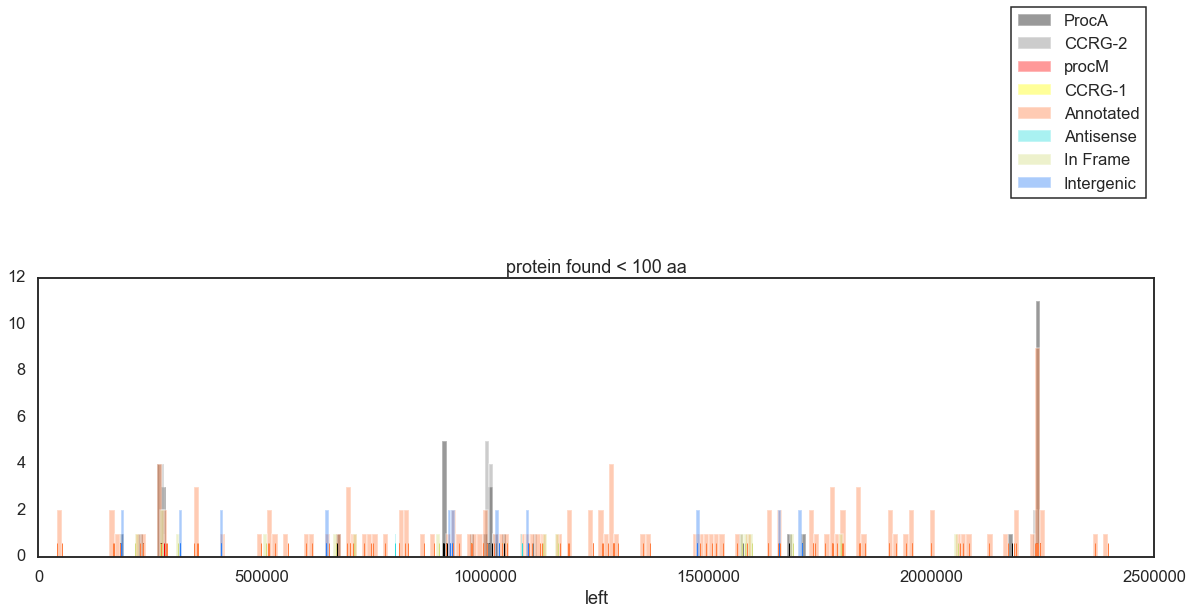 ProcA
CCRG-2
procM
CCRG-1
Annotated
Antisense
In Frame
Intergenic
protein found < 100 aa
12
10
8
6
4
2
0
0 500000 1000000 1500000 2000000 2500000
left